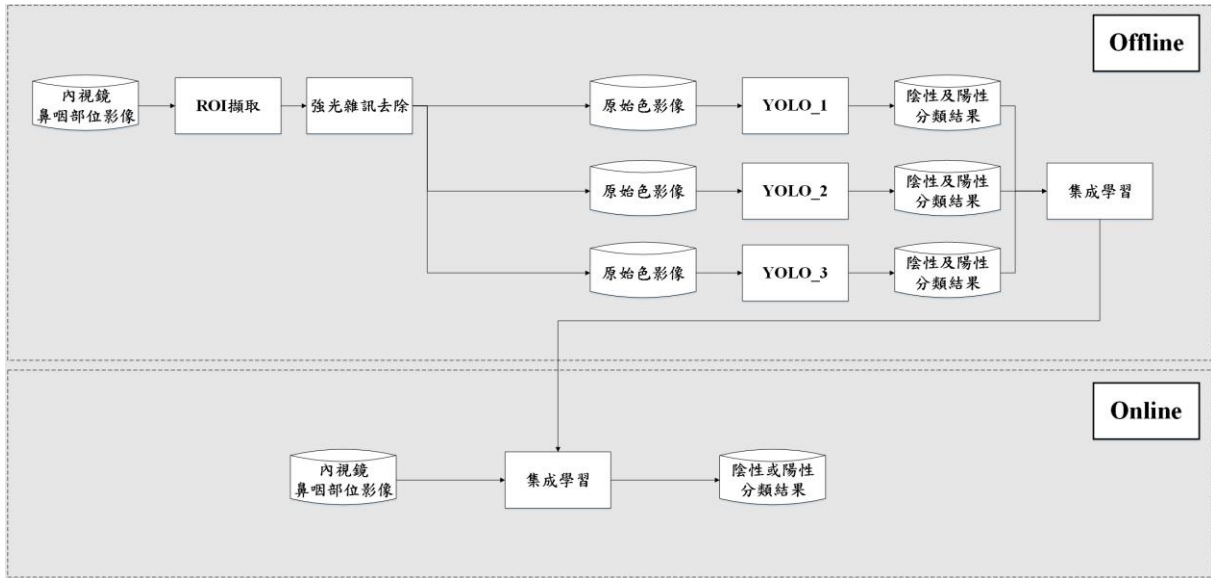 Offline
內視鏡
鼻咽部位影像
ROI擷取
強光雜訊去除
原始色影像
YOLO_1
陰性及陽性
分類結果
原始色影像
YOLO_2
陰性及陽性
分類結果
集成學習
原始色影像
YOLO_3
陰性及陽性
分類結果
Online
內視鏡
鼻咽部位影像
集成學習
陰性或陽性
分類結果